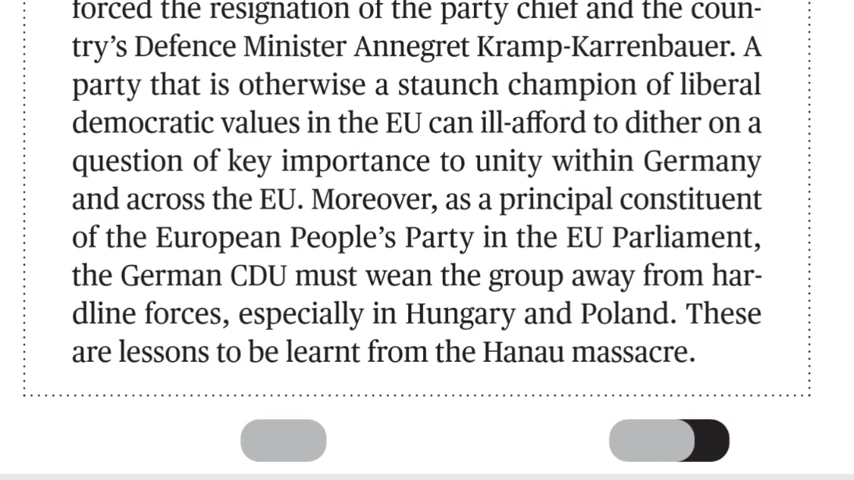 forced the resignation of the party chief and the coun-
try's Defence Minister Annegret Kramp-Karrenbauer. A
party that is otherwise a staunch champion of liberal
democratic values in the EU can ill-afford to dither on a
question of key importance to unity within Germany
and across the EU. Moreover, as a principal constituent
of the European People's Party in the EU Parliament,
the German CDU must wean the group away from har-
dline forces, especially in Hungary and Poland. These
are lessons to be learnt from the Hanau massacre.